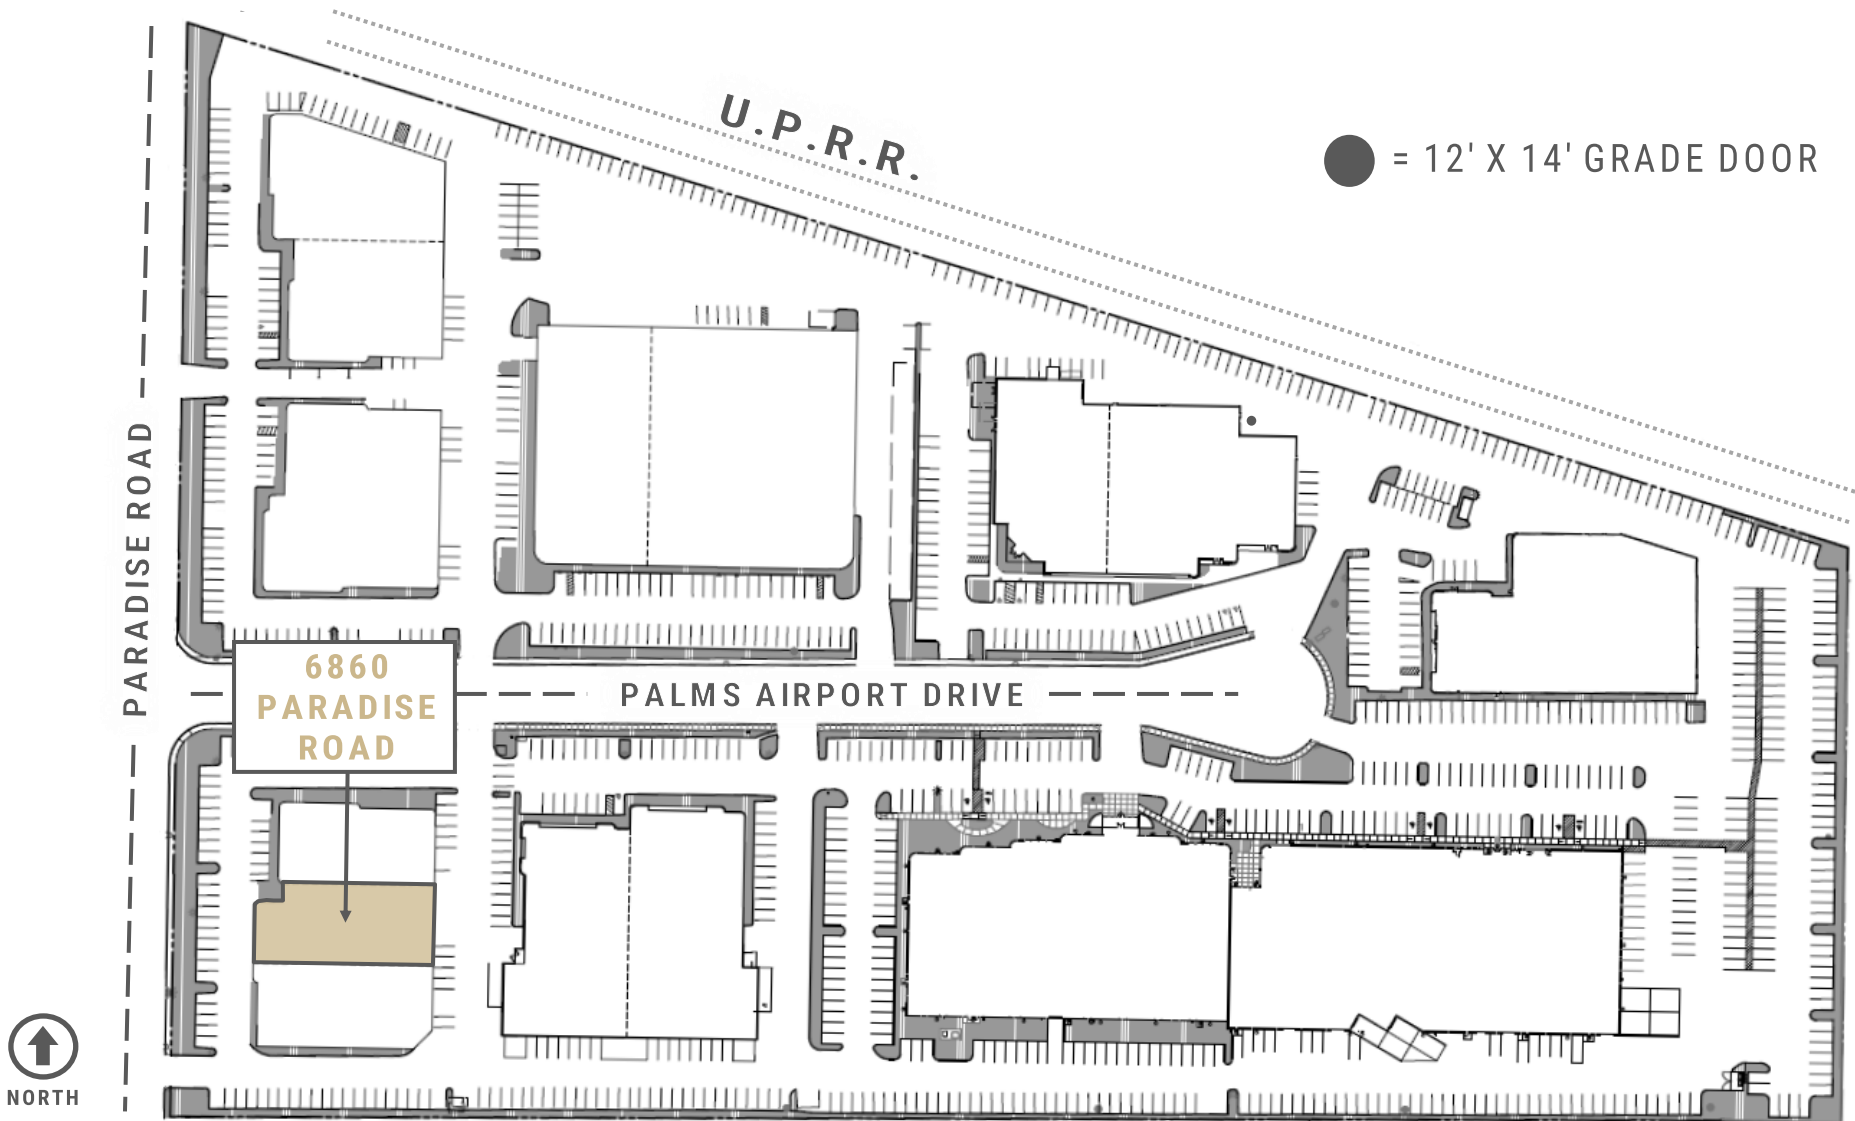 U.P.R.R.
= 12' X 14' GRADE DOOR
PARADISE ROAD
6860
PARADISE
ROAD
PALMS AIRPORT DRIVE
NORTH